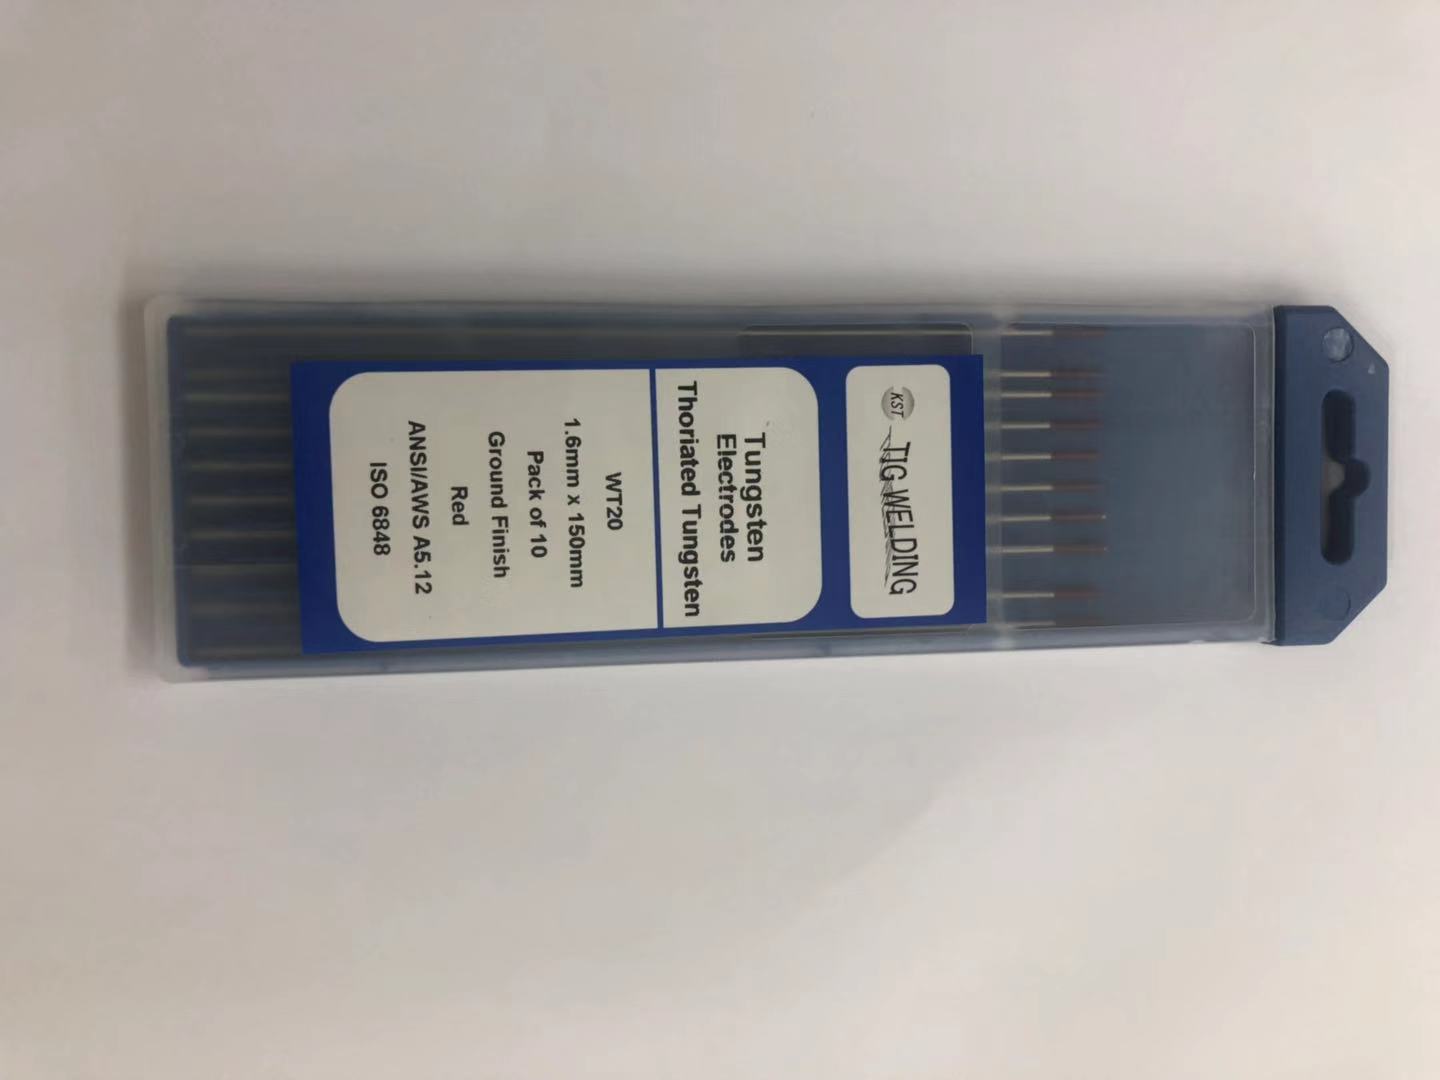 KST
TIG WELDING
Tungsten
Electrodes
Thoriated Tungsten
WT20
1.6mm x 150mm
Pack of 10
Ground Finish
Red
ANSI/AWS A5.12
ISO 6848